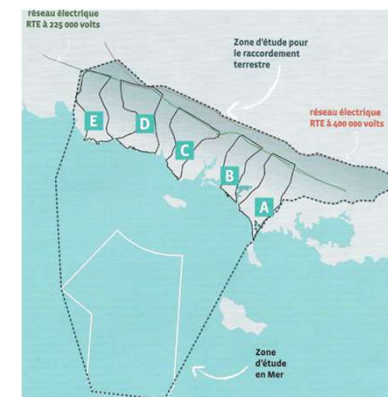 réseau électrique
RTE à 225 000 volts
Zone d'étude pour
le raccordement
terrestre
réseau électrique
RTE à 400 000 volts
E
D
C
B
A
Zone
d'étude
en Mer